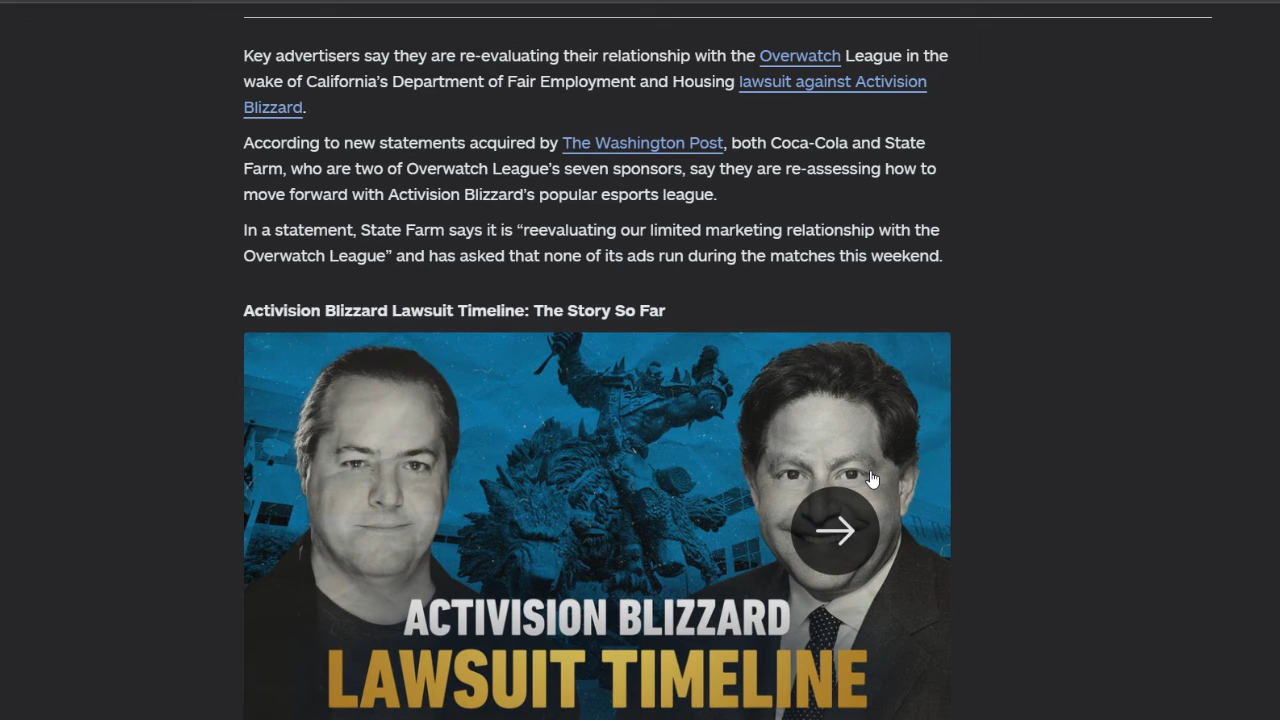 Key advertisers say they are re-evaluating their relationship with the Overwatch League in the
wake of California’s Department of Fair Employment and Housing lawsuit against Activision
Blizzard.
According to new statements acquired by The Washington Post, both Coca-Cola and State
Farm, who are two of Overwatch League’s seven sponsors, say they are re-assessing how to
move forward with Activision Blizzard’s popular esports league.
In a statement, State Farm says it is “reevaluating our limited marketing relationship with the
Overwatch League” and has asked that none of its ads run during the matches this weekend.
Activision Blizzard Lawsuit Timeline: The Story So Far
ACTIVISION BLIZZARD
LAWSUIT TIMELINE